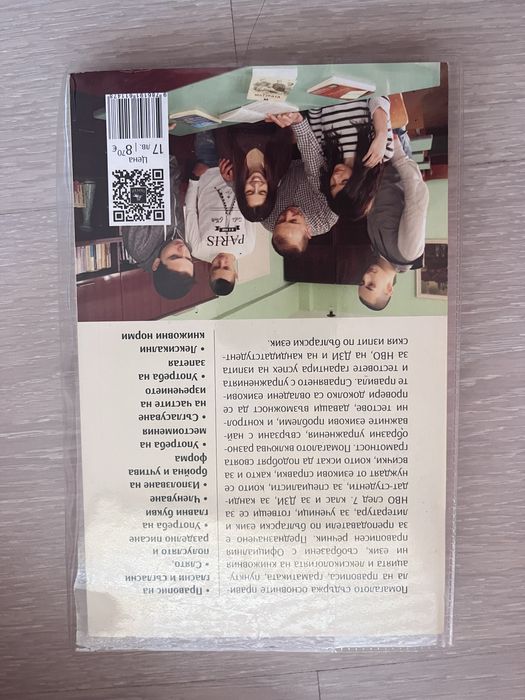 Помагалото съдържа основните прави-
ла на правописа, граматиката, пункту-
ацията и лексикологията на книжовния
ни език, съобразени с Официалния
правописен речник. Предназначено е
за преподаватели по български език и
литература, за ученици, готвещи се за
НВО след 7. клас и за ДЗИ, за канди-
дат-студенти, за специалисти, които се
нуждаят от езикови справки, както и за
всички, които искат да подобрят своята
грамотност. Помагалото включва разно-
образни упражнения, свързани с най-
важните езикови проблеми, и контрол-
ни тестове, даващи възможност да се
провери доколко са овладени езикови-
те правила. Справянето с упражненията
и тестовете гарантира успех на изпита
за НВО, на ДЗИ и на кандидатстудент-
ския изпит по български език.
• Правопис на
гласни и съгласни
• Слято,
полуслято и
разделно писане
• Употреба на
главни букви
• Членуване
• Използване на
бройна и учтива
форма
• Употреба на
местоимения
• Съгласуване
на частите на
изречението
• Употреба на
запетая
• Лексикални
книжовни норми
PARIS
Цена
17 лв. | 8,70 €